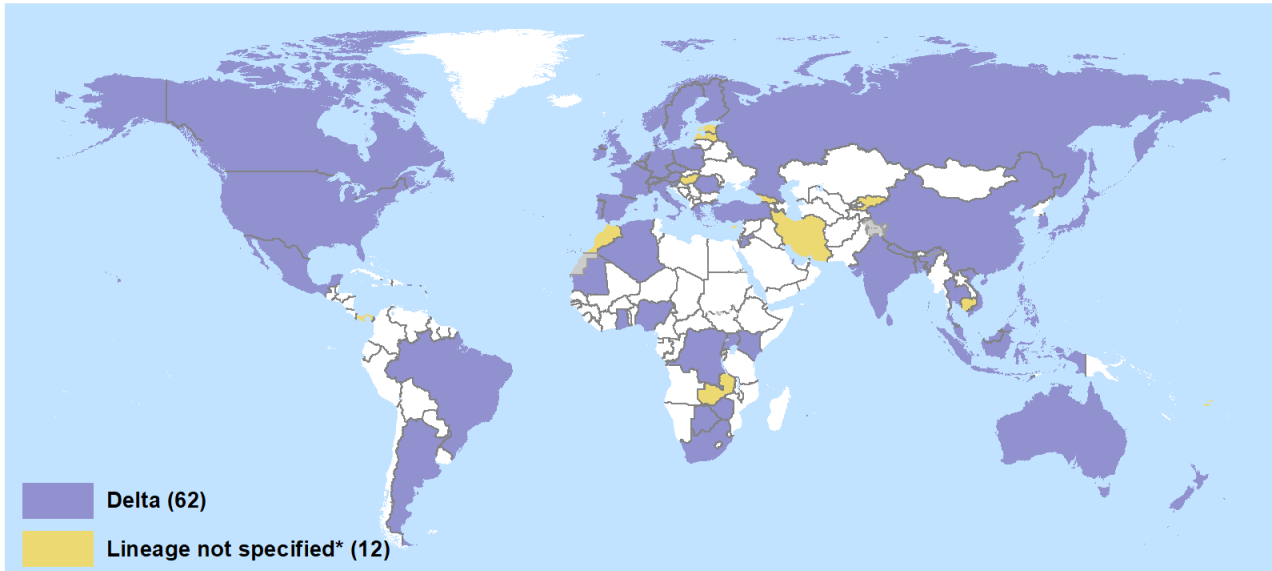 Delta (62)
Lineage not specified* (12)